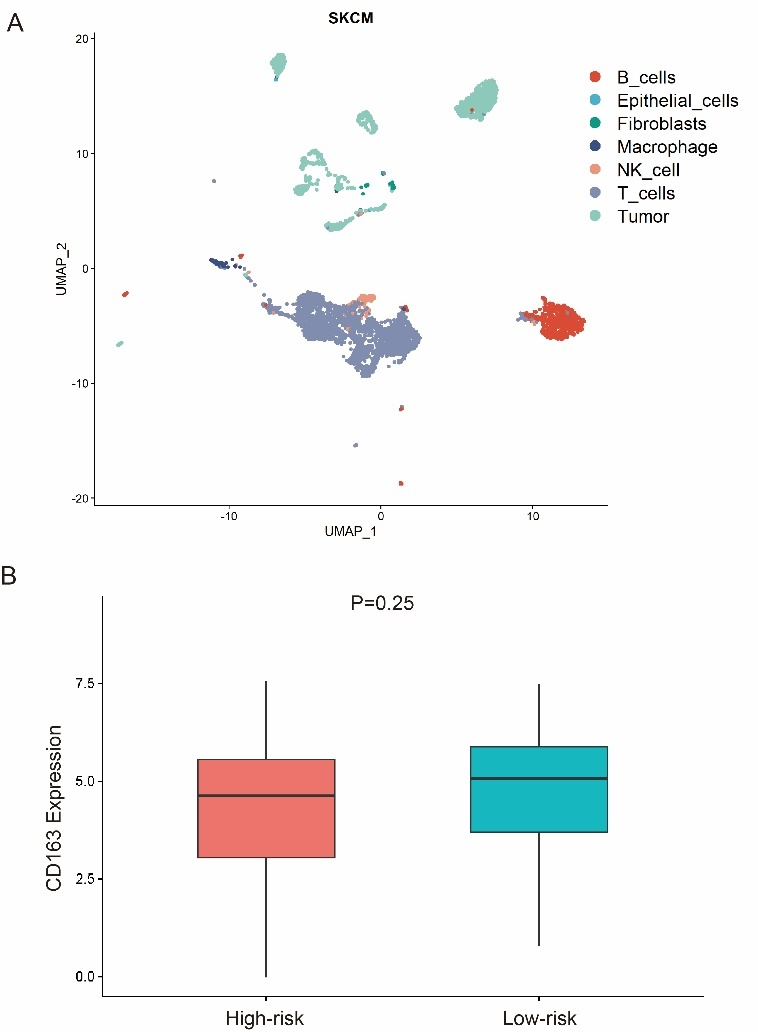 A
SKCM
20
10
0
-10
-20
UMAP_2
-10
0
10
UMAP_1
B_cells
Epithelial_cells
Fibroblasts
Macrophage
NK_cell
T_cells
Tumor
B
P=0.25
7.5
5.0
2.5
0.0
CD163 Expression
High-risk
Low-risk